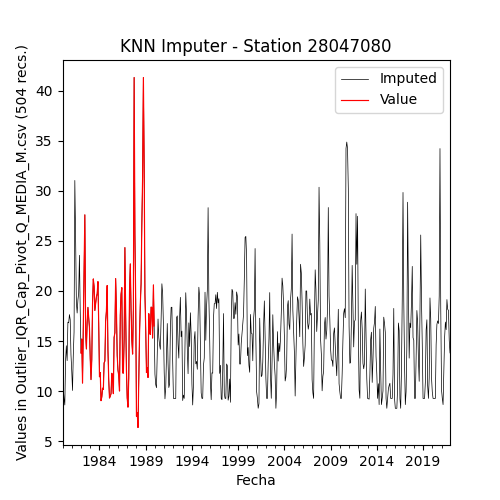 KNN Imputer - Station 28047080
Values in Outlier_IQR_Cap_Pivot_Q_MEDIA_M.csv (504 recs.)
Imputed
Value
40
35
30
25
20
15
10
5
1984 1989 1994 1999 2004 2009 2014 2019
Fecha